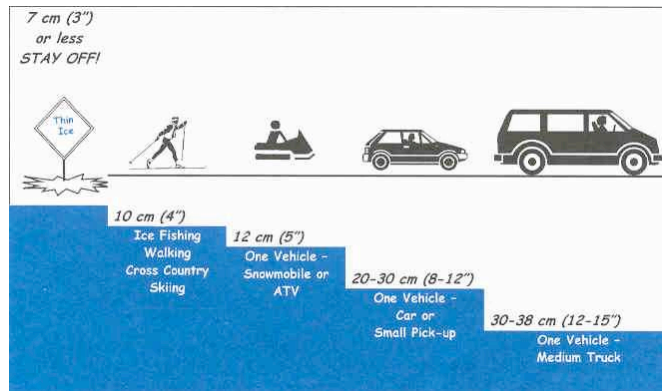 7 cm (3")
or less
STAY OFF!
Thin
Ice
10 cm (4")
Ice Fishing
Walking
Cross Country
Skiing
12 cm (5")
One Vehicle -
Snowmobile or
ATV
20-30 cm (8-12")
One Vehicle -
Car or
Small Pick-up
30-38 cm (12-15")
One Vehicle -
Medium Truck